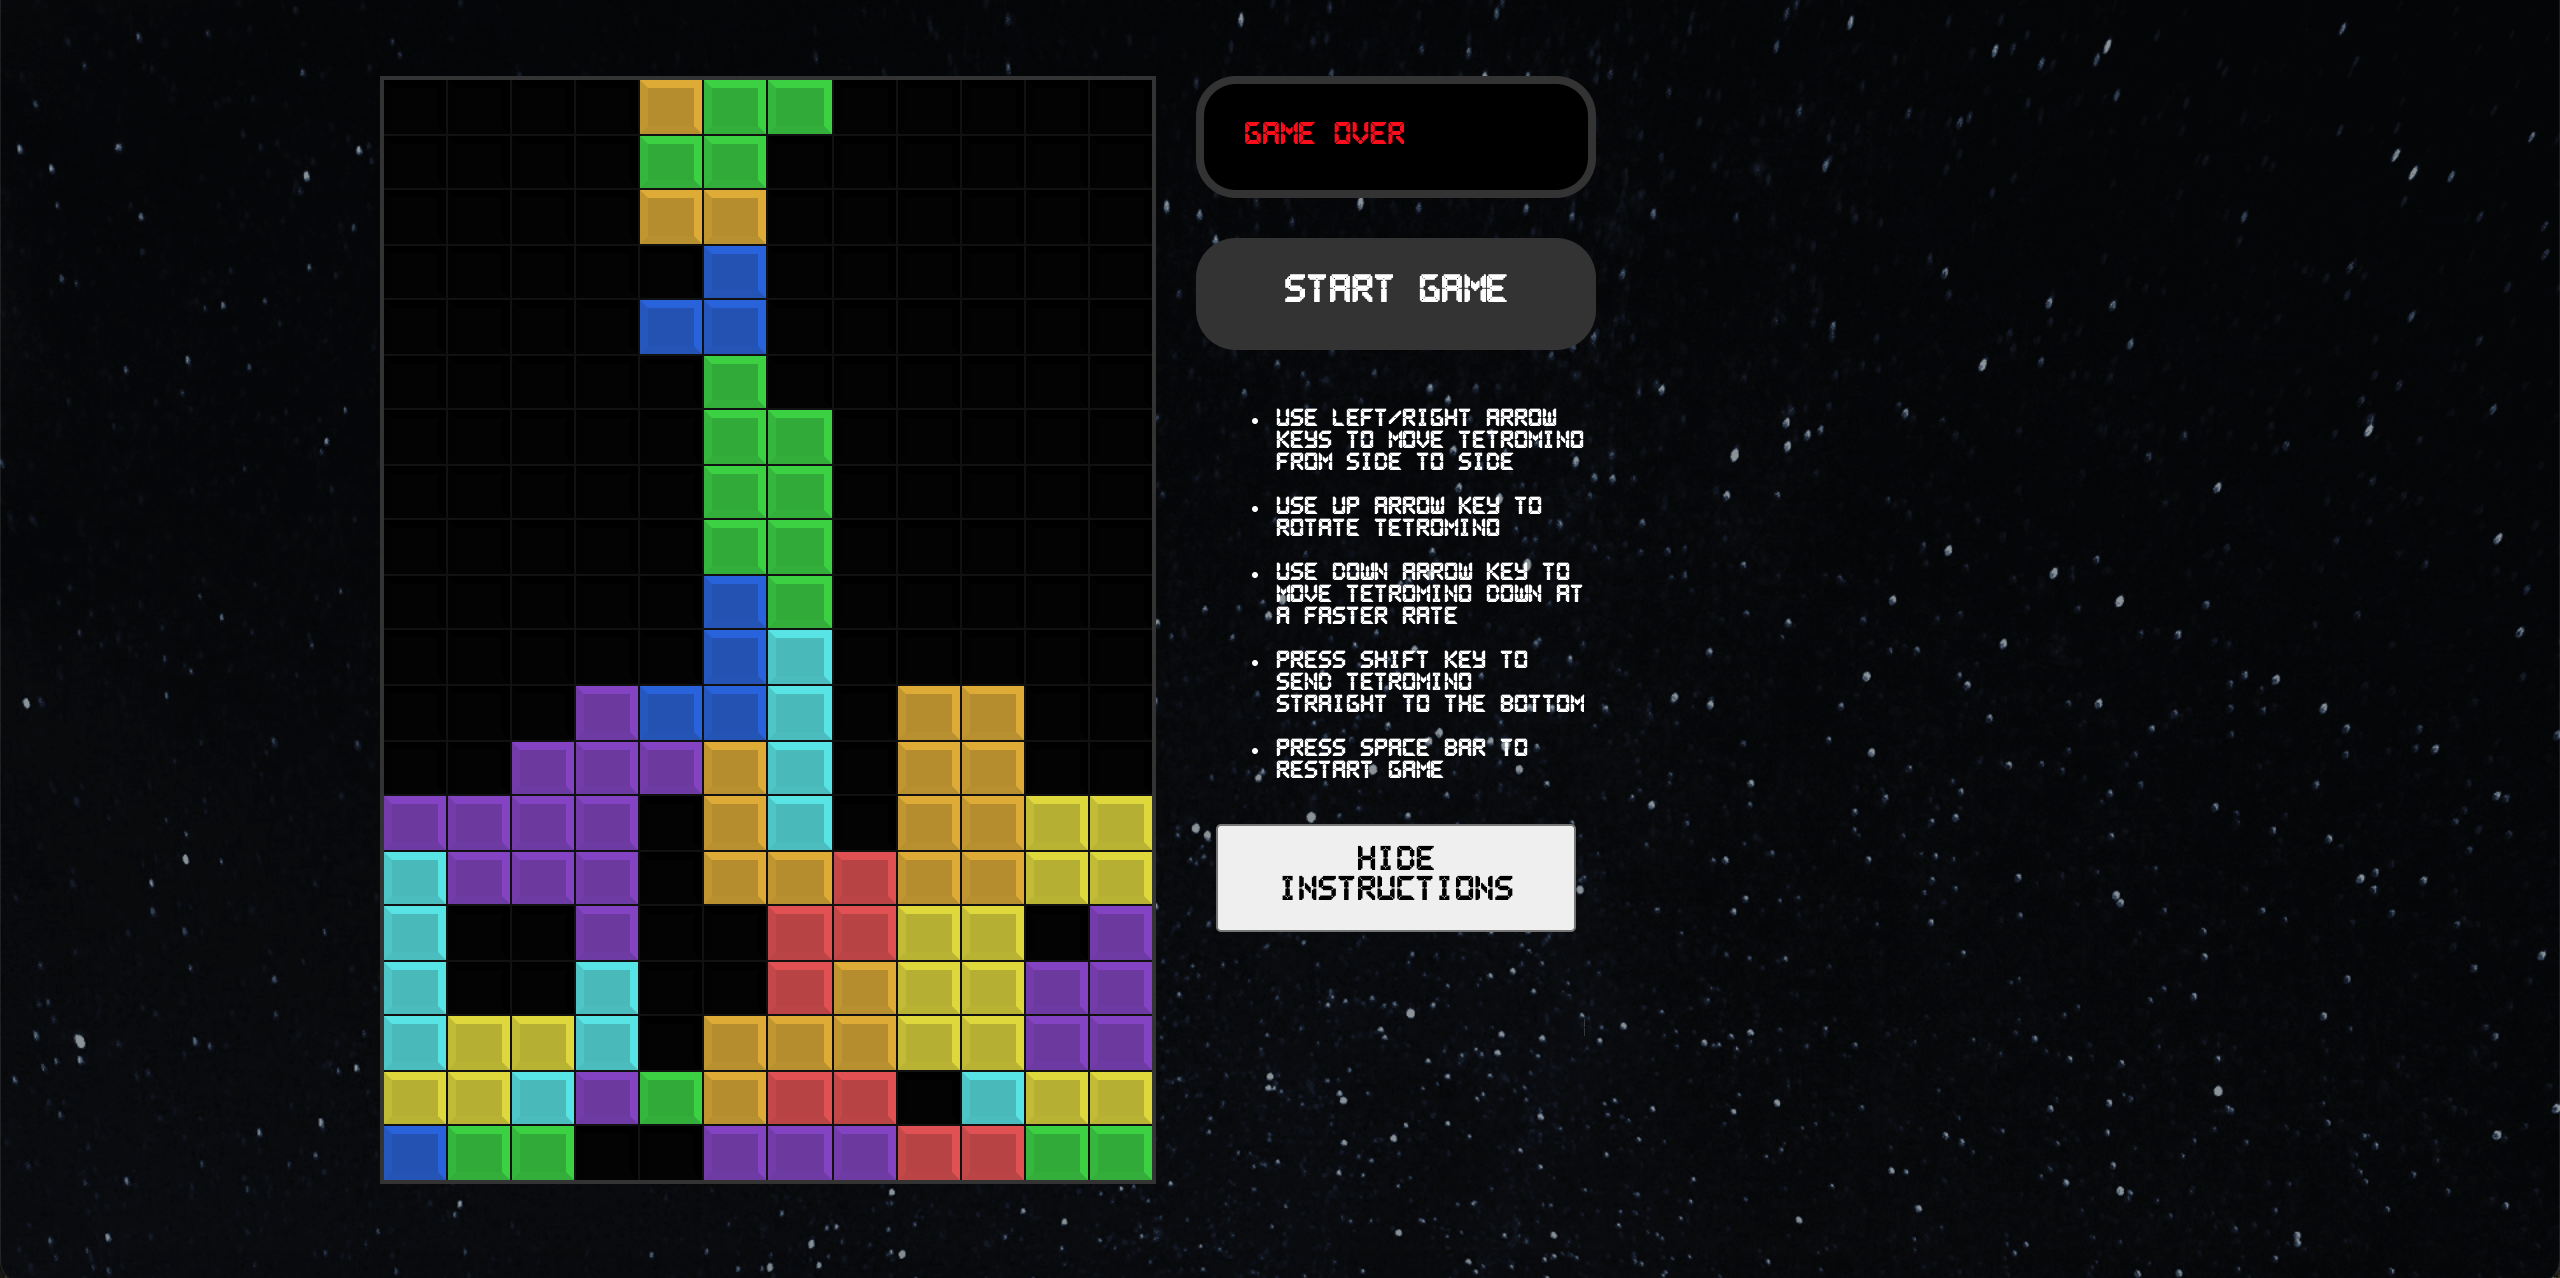 GAME OVER
START GAME
• USE LEFT/RIGHT ARROW
KEYS TO MOVE TETROMINO
FROM SIDE TO SIDE
• USE UP ARROW KEY TO
ROTATE TETROMINO
• USE DOWN ARROW KEY TO
MOVE TETROMINO DOWN AT
A FASTER RATE
• PRESS SHIFT KEY TO
SEND TETROMINO
STRAIGHT TO THE BOTTOM
• PRESS SPACE BAR TO
RESTART GAME
HIDE
INSTRUCTIONS